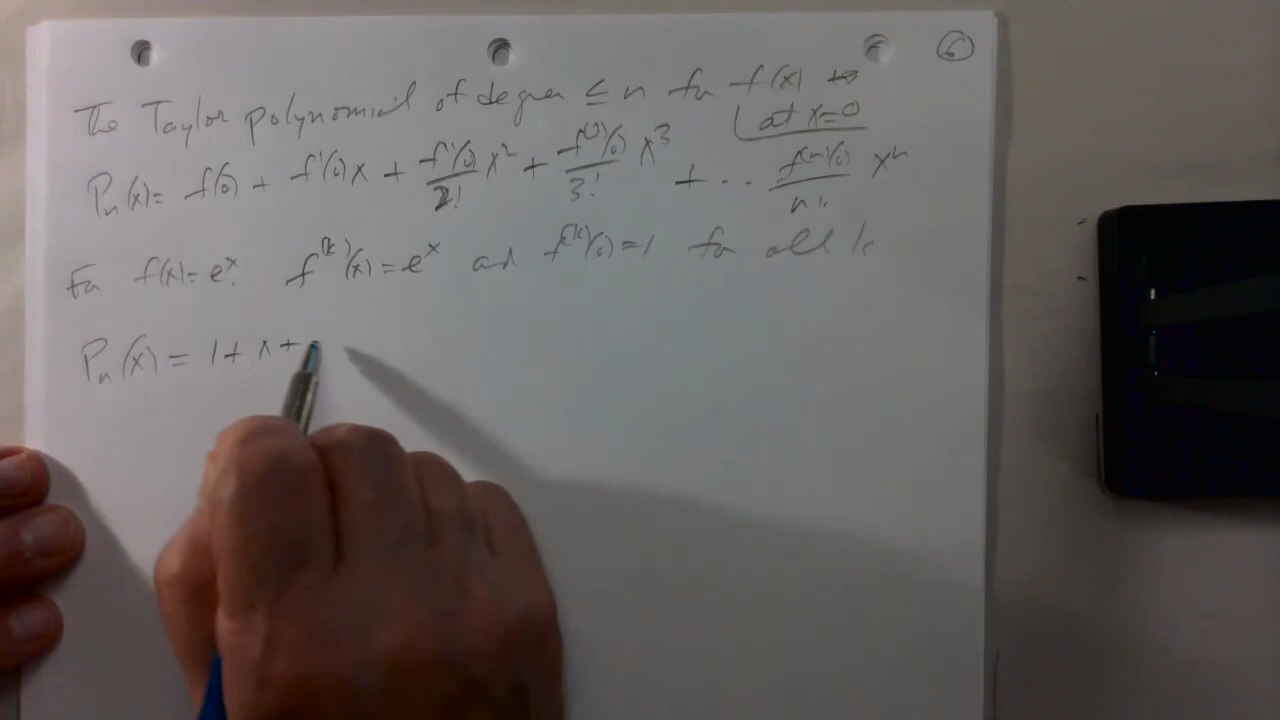 6
The Taylor polynomial of degree ≤ n for f(x)
at x=0
Pₙ(x)= f(0) + f'(0)x + f''(0)/2! x² + f⁽³⁾(0)/3! x³ + ... f⁽ⁿ⁾(0)/n! xⁿ
For f(x)=eˣ. f⁽ᵏ⁾(x)=eˣ and f⁽ᵏ⁾(0)=1 for all k
Pₙ(x) = 1 + x +